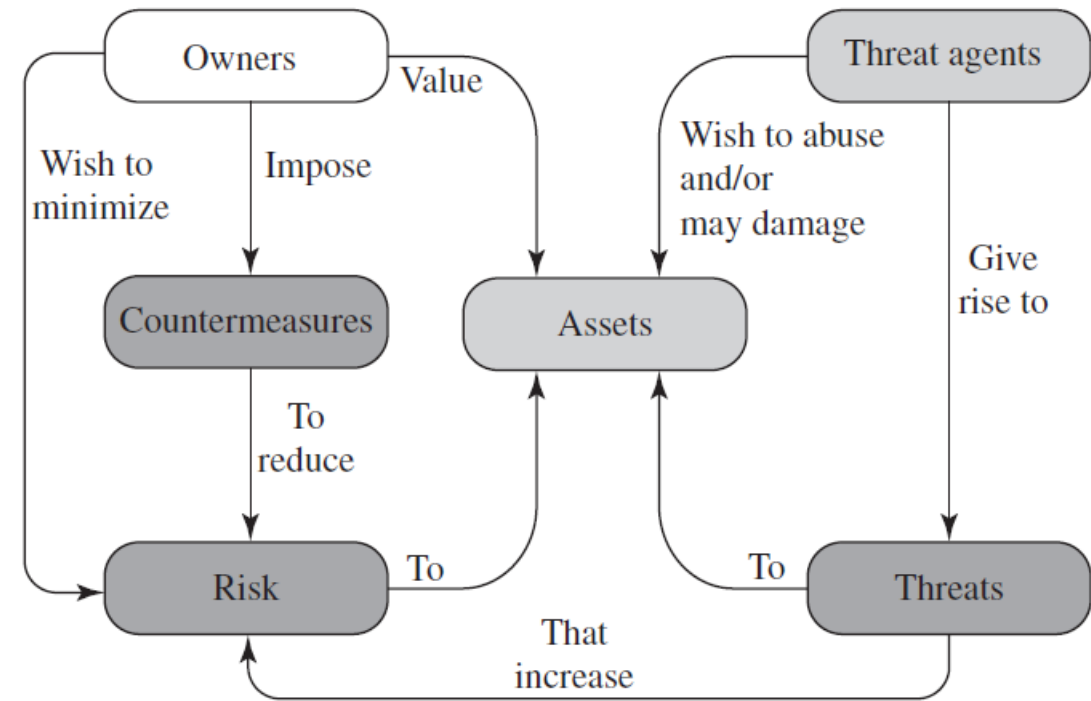 Owners
Value
Threat agents
Wish to
minimize
Impose
Wish to abuse
and/or
may damage
Give
rise to
Countermeasures
Assets
To
reduce
Risk
To
To
Threats
That
increase